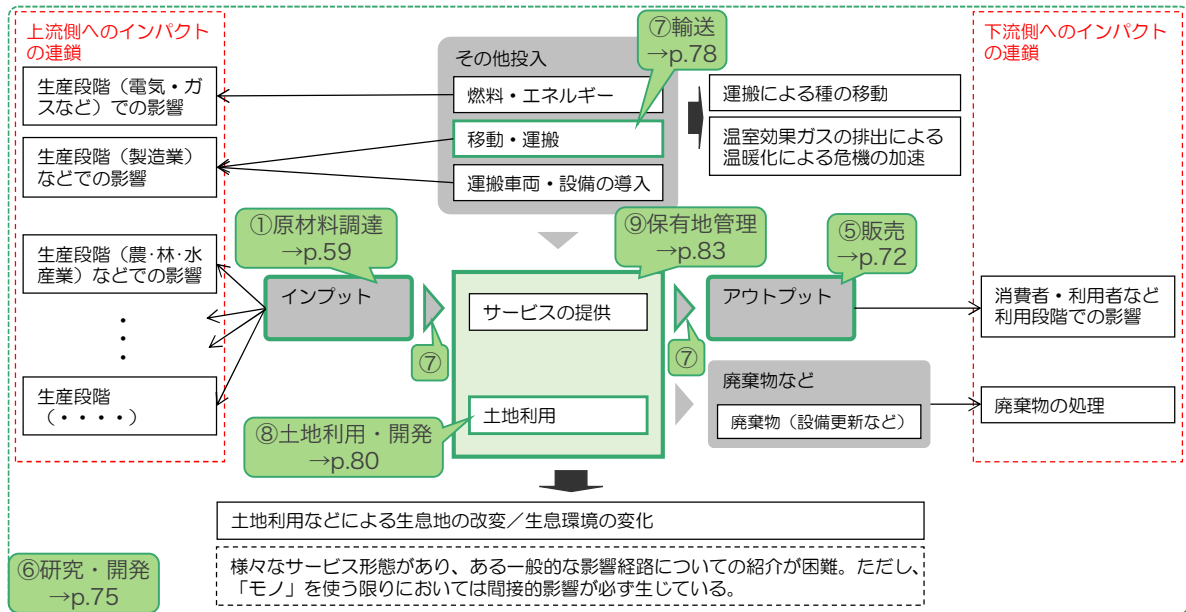 上流側へのインパクト
の連鎖
生産段階（電気・ガ
スなど）での影響
生産段階（製造業）
などでの影響
生産段階（農・林・水
産業）などでの影響
・
・
・
生産段階
（・・・・）
その他投入
燃料・エネルギー
移動・運搬
運搬車両・設備の導入
⑦輸送
→p.78
運搬による種の移動
温室効果ガスの排出による
温暖化による危機の加速
下流側へのインパクト
の連鎖
①原材料調達
→p.59
インプット
⑦
⑨保有地管理
→p.83
サービスの提供
土地利用
⑧土地利用・開発
→p.80
⑤販売
→p.72
アウトプット
⑦
廃棄物など
廃棄物（設備更新など）
消費者・利用者など
利用段階での影響
廃棄物の処理
土地利用などによる生息地の改変／生息環境の変化
様々なサービス形態があり、ある一般的な影響経路についての紹介が困難。ただし、
「モノ」を使う限りにおいては間接的影響が必ず生じている。
⑥研究・開発
→p.75